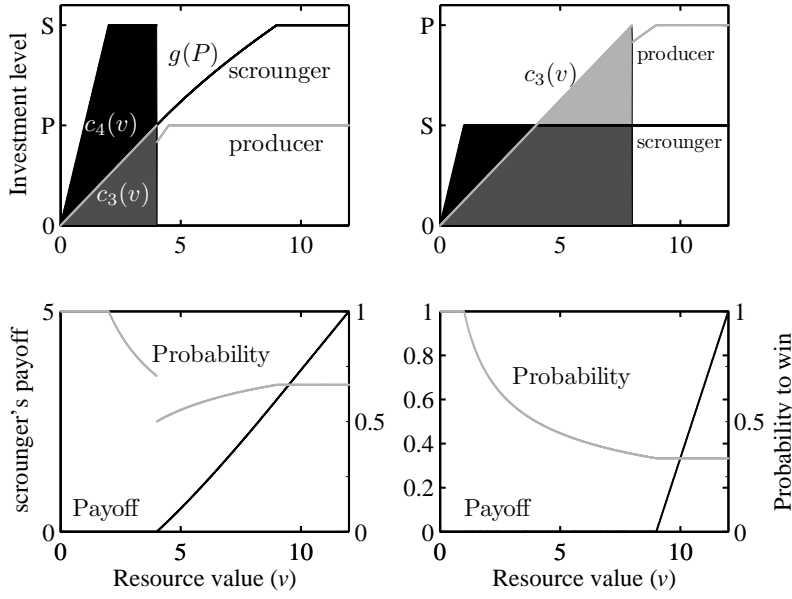 S
P
0
Investment level
g(P)
scrounger
c₄(v)
c₃(v)
producer
0 5 10
P
S
0
c₃(v)
producer
scrounger
0 5 10
5
0
scrounger's payoff
Probability
Payoff
1
0.5
0
0 5 10
Resource value (v)
1
0.8
0.6
0.4
0.2
0
Probability
Payoff
1
0.5
0
Probability to win
0 5 10
Resource value (v)